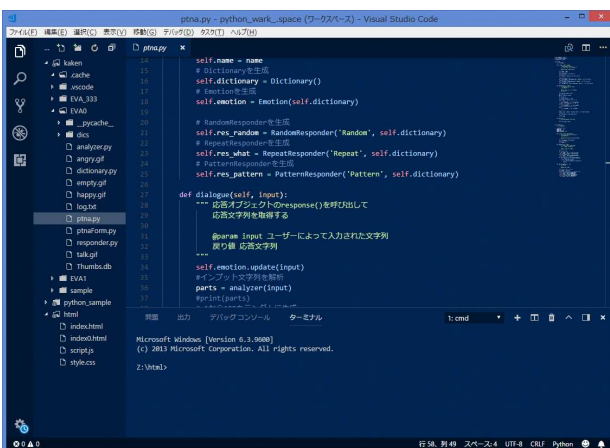 ptna.py - python_wark_.space (ワークスペース) - Visual Studio Code
ファイル(F) 編集(E) 選択(C) 表示(V) 移動(G) デバッグ(D) タスク(T) ヘルプ(H)
ptna.py
kaken
.cache
.vscode
EVA_333
EVA0
__pycache__
dics
analyzer.py
angry.gif
dictionary.py
empty.gif
happy.gif
log.txt
ptna.py
ptnaForm.py
responder.py
talk.gif
Thumbs.db
EVA1
sample
python_sample
html
index.html
index0.html
script.js
style.css
14 self.name = name
15 # Dictionaryを生成
16 self.dictionary = Dictionary()
17 # Emotionを生成
18 self.emotion = Emotion(self.dictionary)
19
20 # RandomResponderを生成
21 self.res_random = RandomResponder('Random', self.dictionary)
22 # RepeatResponderを生成
23 self.res_what = RepeatResponder('Repeat', self.dictionary)
24 # PatternResponderを生成
25 self.res_pattern = PatternResponder('Pattern', self.dictionary)
26
27 def dialogue(self, input):
28 """ 応答オブジェクトのresponse()を呼び出して
29 応答文字列を取得する
30
31 @param input ユーザーによって入力された文字列
32 戻り値 応答文字列
33 """
34 self.emotion.update(input)
35 #インプット文字列を解析
36 parts = analyzer(input)
37 #print(parts)
問題 出力 デバッグ コンソール ターミナル 1: cmd
Microsoft Windows [Version 6.3.9600]
(c) 2013 Microsoft Corporation. All rights reserved.
Z:\html>
0 0 行 58、列 49 スペース: 4 UTF-8 CRLF Python